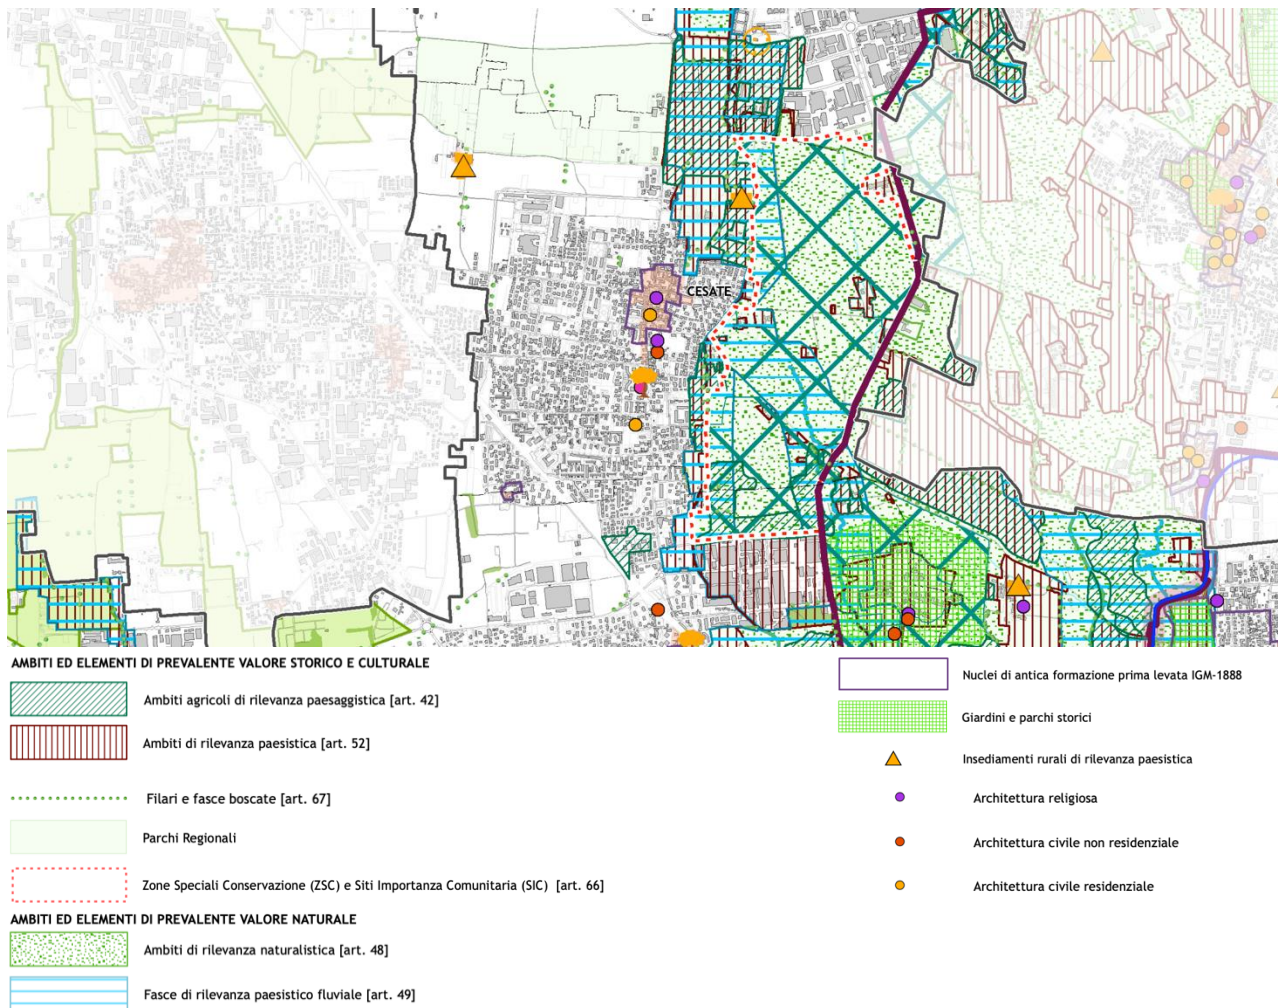 CESATE
AMBITI ED ELEMENTI DI PREVALENTE VALORE STORICO E CULTURALE
Ambiti agricoli di rilevanza paesaggistica [art. 42]
Ambiti di rilevanza paesistica [art. 52]
Filari e fasce boscate [art. 67]
Parchi Regionali
Zone Speciali Conservazione (ZSC) e Siti Importanza Comunitaria (SIC) [art. 66]
AMBITI ED ELEMENTI DI PREVALENTE VALORE NATURALE
Ambiti di rilevanza naturalistica [art. 48]
Fasce di rilevanza paesistico fluviale [art. 49]
Nuclei di antica formazione prima levata IGM-1888
Giardini e parchi storici
Insediamenti rurali di rilevanza paesistica
Architettura religiosa
Architettura civile non residenziale
Architettura civile residenziale